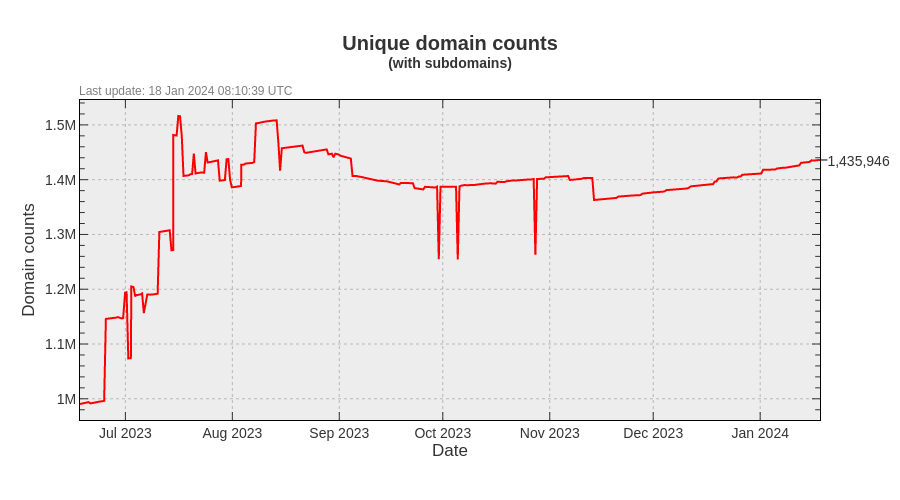 Unique domain counts
(with subdomains)
Last update: 18 Jan 2024 08:10:39 UTC
1.5M
1.4M
1.3M
1.2M
1.1M
1M
Domain counts
1,435,946
Jul 2023 Aug 2023 Sep 2023 Oct 2023 Nov 2023 Dec 2023 Jan 2024
Date